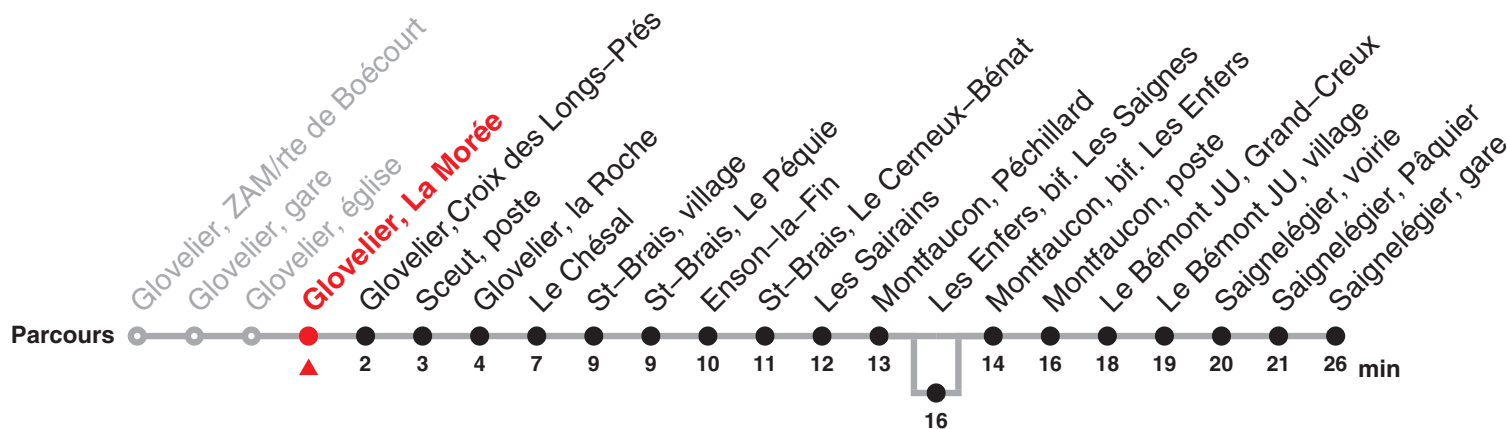 Glovelier, ZAM/rte de Boécourt
Glovelier, gare
Glovelier, église
Glovelier, La Morée
Glovelier, Croix des Longs–Prés
Sceut, poste
Glovelier, la Roche
Le Chésal
St–Brais, village
St–Brais, Le Péquie
Enson–la–Fin
St–Brais, Le Cerneux–Bénat
Les Sairains
Montfaucon, Péchillard
Les Enfers, bif. Les Saignes
Montfaucon, bif. Les Enfers
Montfaucon, poste
Le Bémont JU, Grand–Creux
Le Bémont JU, village
Saignelégier, voirie
Saignelégier, Pâquier
Saignelégier, gare
Parcours
2 3 4 7 9 9 10 11 12 13 14 16 18 19 20 21 26 min
16